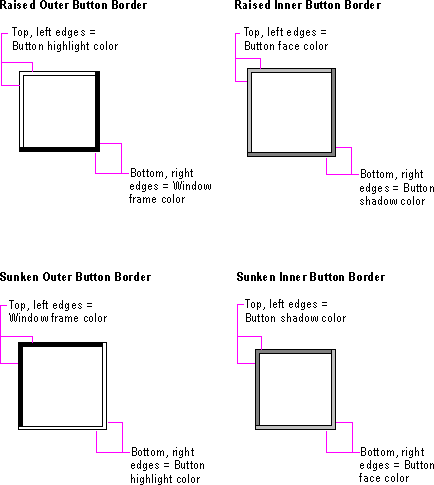 Raised Outer Button Border
Top, left edges =
Button highlight color
Bottom, right
edges = Window
frame color
Raised Inner Button Border
Top, left edges =
Button face color
Bottom, right
edges = Button
shadow color
Sunken Outer Button Border
Top, left edges =
Window frame color
Bottom, right
edges = Button
highlight color
Sunken Inner Button Border
Top, left edges =
Button shadow color
Bottom, right
edges = Button
face color